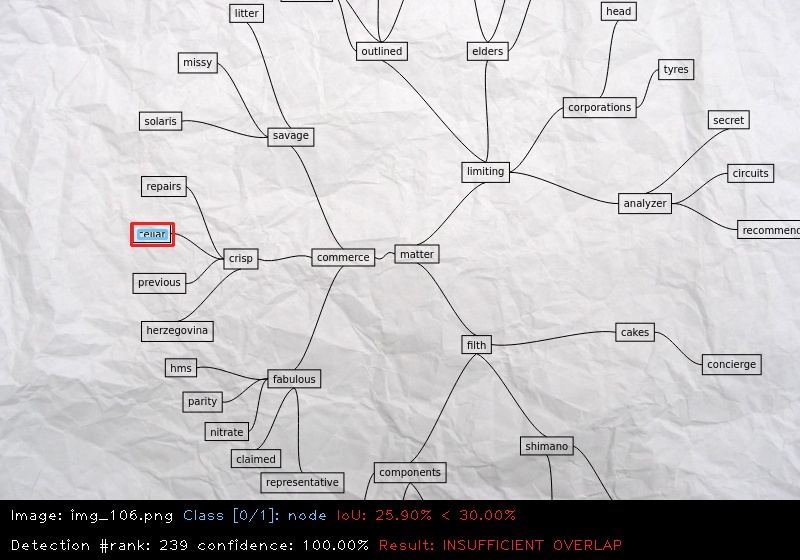 litter
head
outlined
elders
missy
tyres
corporations
solaris
secret
savage
limiting
circuits
repairs
analyzer
recommend
cellar
crisp
commerce
matter
previous
herzegovina
cakes
filth
hms
concierge
fabulous
parity
nitrate
shimano
claimed
components
representative
Image: img_106.png Class [0/1]: node IoU: 25.90% < 30.00%
Detection #rank: 239 confidence: 100.00% Result: INSUFFICIENT OVERLAP